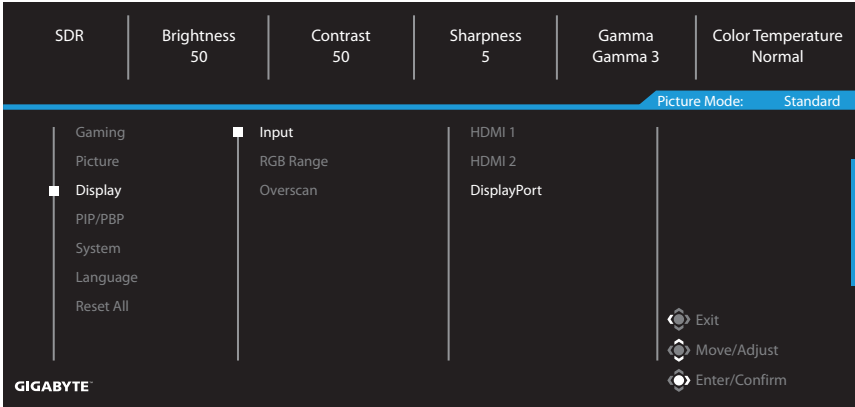 SDR Brightness Contrast Sharpness Gamma Color Temperature
50 50 5 Gamma 3 Normal
Picture Mode: Standard
Gaming Input HDMI 1
Picture RGB Range HDMI 2
Display Overscan DisplayPort
PIP/PBP
System
Language
Reset All
Exit
Move/Adjust
GIGABYTE™ Enter/Confirm